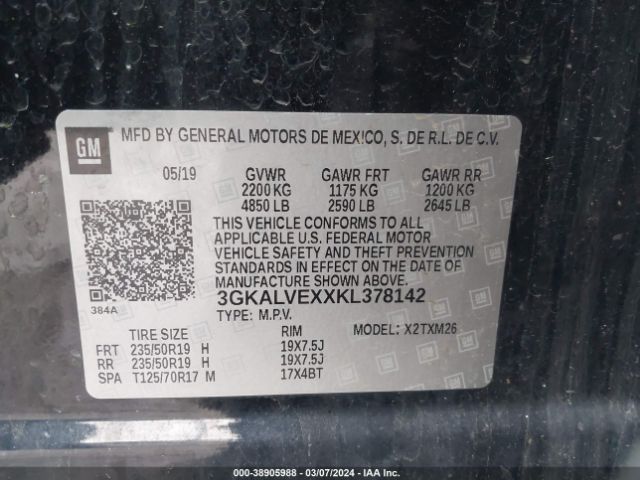 GM
MFD BY GENERAL MOTORS DE MEXICO, S. DE R.L. DE C.V.
05/19 GVWR GAWR FRT GAWR RR
2200 KG 1175 KG 1200 KG
4850 LB 2590 LB 2645 LB
THIS VEHICLE CONFORMS TO ALL
APPLICABLE U.S. FEDERAL MOTOR
VEHICLE SAFETY AND THEFT PREVENTION
STANDARDS IN EFFECT ON THE DATE OF
MANUFACTURE SHOWN ABOVE.
384A 3GKALVEXXKL378142
TYPE: M.P.V.
TIRE SIZE RIM MODEL: X2TXM26
FRT 235/50R19 H 19X7.5J
RR 235/50R19 H 19X7.5J
SPA T125/70R17 M 17X4BT
000-38905988 — 03/07/2024 — IAA Inc.